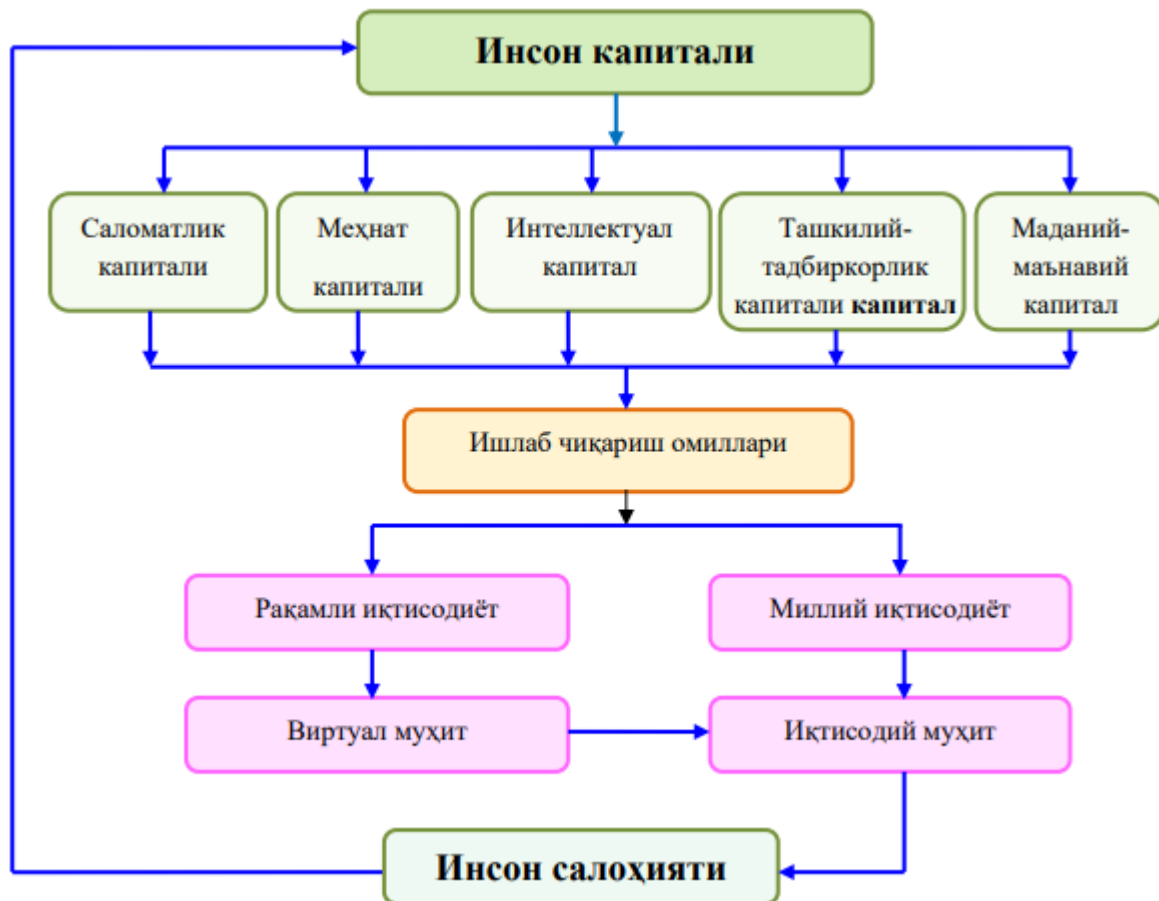 Инсон капитали
Саломатлик
капитали
Меҳнат
капитали
Интеллектуал
капитал
Ташкилий-
тадбиркорлик
капитали капитал
Маданий-
маънавий
капитал
Ишлаб чиқариш омиллари
Рақамли иқтисодиёт
Миллий иқтисодиёт
Виртуал муҳит
Иқтисодий муҳит
Инсон салоҳияти